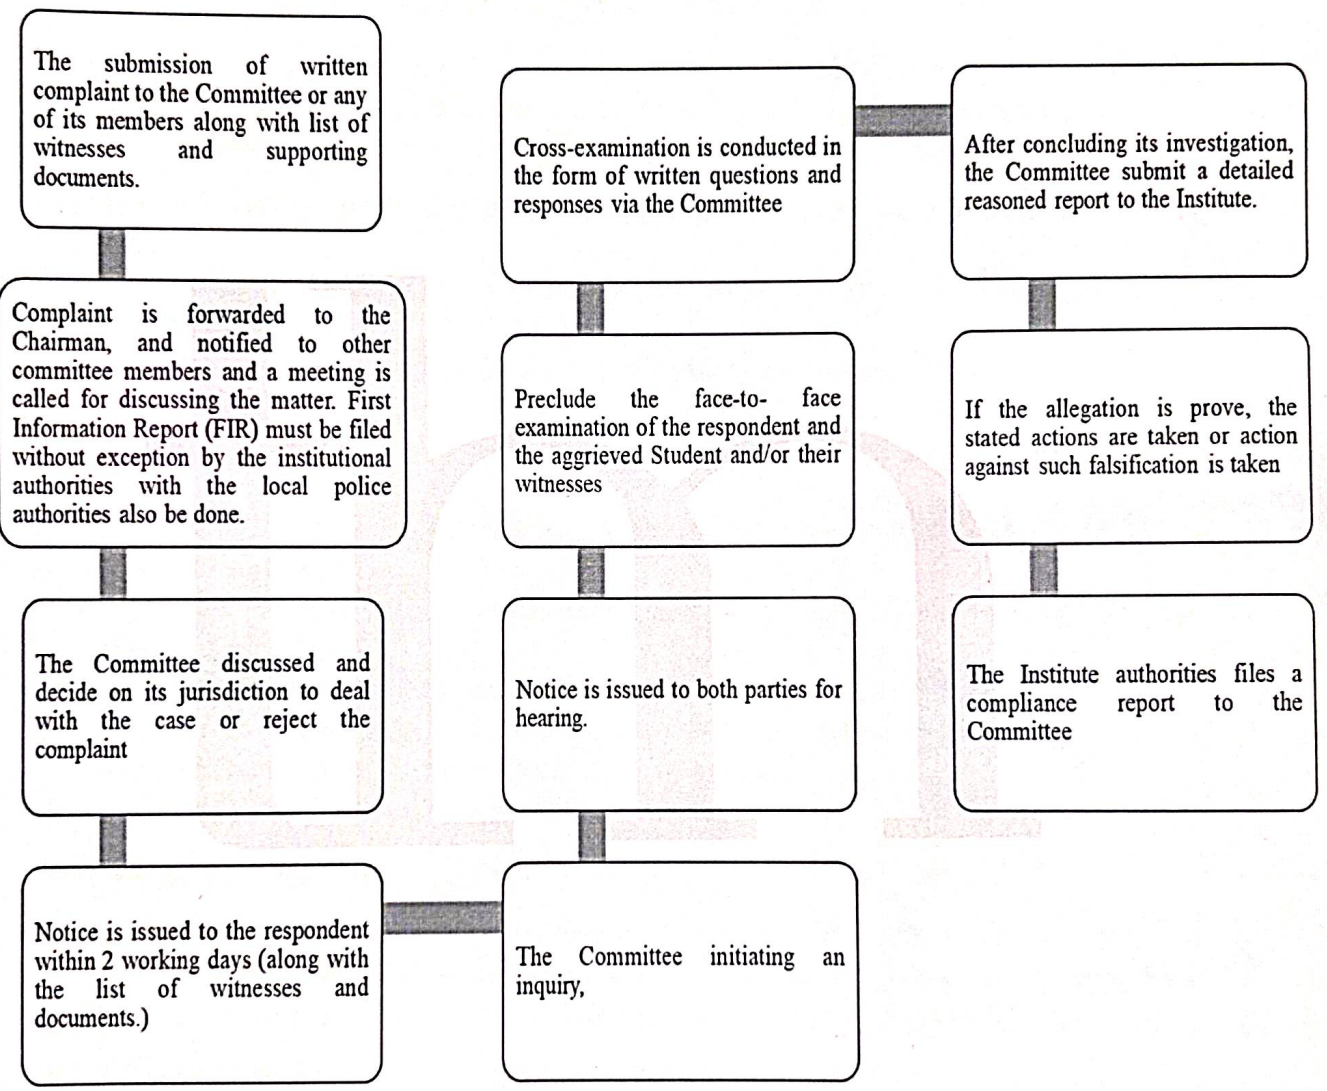 The submission of written
complaint to the Committee or any
of its members along with list of
witnesses and supporting
documents.
Complaint is forwarded to the
Chairman, and notified to other
committee members and a meeting is
called for discussing the matter. First
Information Report (FIR) must be filed
without exception by the institutional
authorities with the local police
authorities also be done.
The Committee discussed and
decide on its jurisdiction to deal
with the case or reject the
complaint
Notice is issued to the respondent
within 2 working days (along with
the list of witnesses and
documents.)
The Committee initiating an
inquiry,
Notice is issued to both parties for
hearing.
Preclude the face-to- face
examination of the respondent and
the aggrieved Student and/or their
witnesses
Cross-examination is conducted in
the form of written questions and
responses via the Committee
After concluding its investigation,
the Committee submit a detailed
reasoned report to the Institute.
If the allegation is prove, the
stated actions are taken or action
against such falsification is taken
The Institute authorities files a
compliance report to the
Committee